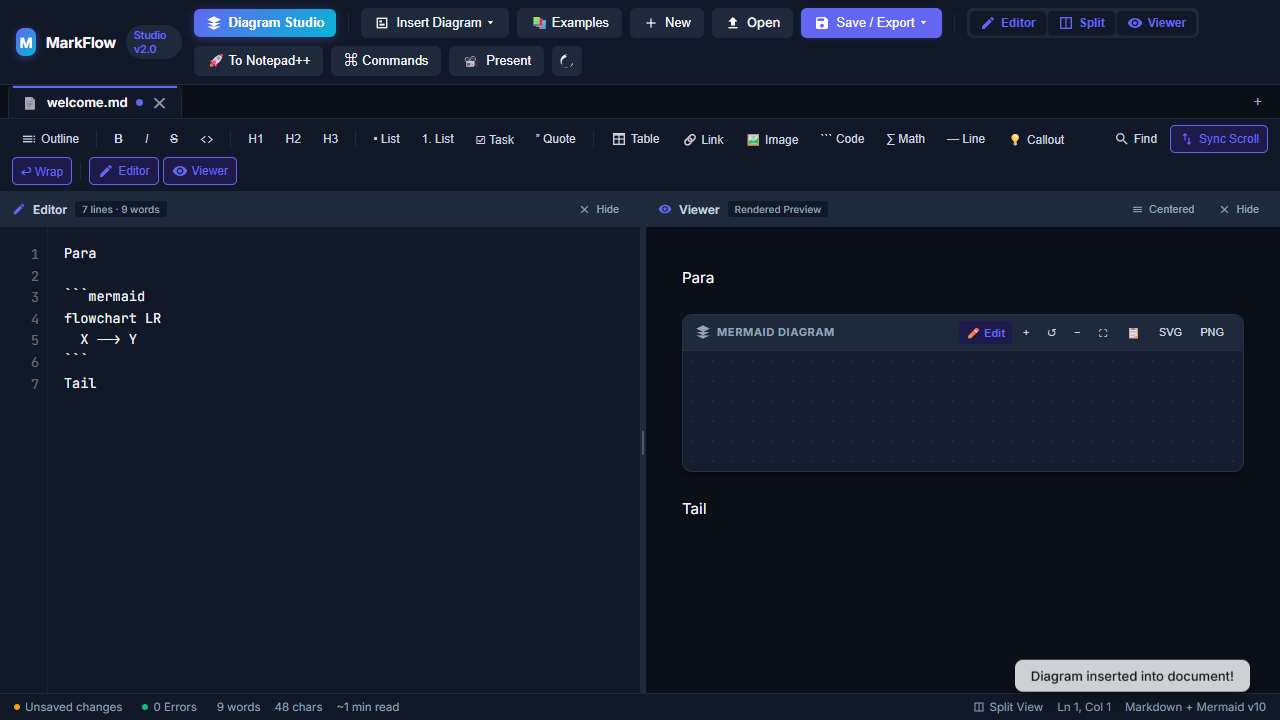 M MarkFlow Studio v2.0 Diagram Studio Insert Diagram Examples + New Open Save / Export Editor Split Viewer
To Notepad++ ⌘ Commands Present
welcome.md
+
Outline B I S <> H1 H2 H3 • List 1. List ☑ Task " Quote Table Link Image ``` Code ∑ Math — Line Callout Find Sync Scroll
↩ Wrap Editor Viewer
Editor 7 lines · 9 words Hide
Viewer Rendered Preview Centered Hide
1 Para
2
3 ```mermaid
4 flowchart LR
5 X --> Y
6 ```
7 Tail
Para
MERMAID DIAGRAM Edit + ↺ − SVG PNG
Tail
Diagram inserted into document!
Unsaved changes 0 Errors 9 words 48 chars ~1 min read Split View Ln 1, Col 1 Markdown + Mermaid v10